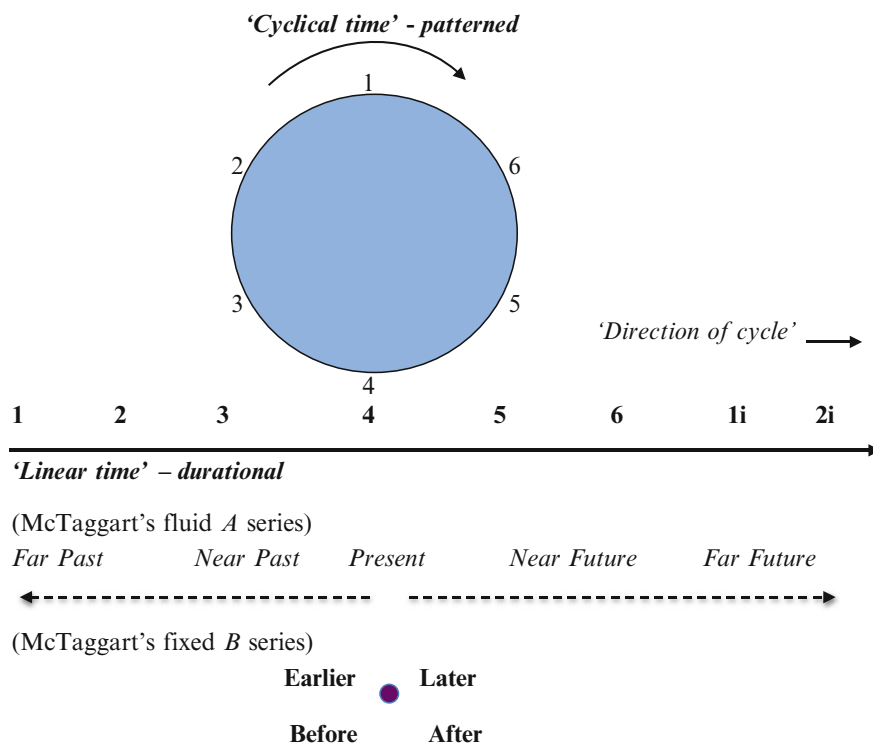 ‘Cyclical time’ - patterned
1
2 6
3 5
‘Direction of cycle’
4
1 2 3 4 5 6 1i 2i
‘Linear time’ – durational
(McTaggart’s fluid A series)
Far Past Near Past Present Near Future Far Future
(McTaggart’s fixed B series)
Earlier Later
Before After